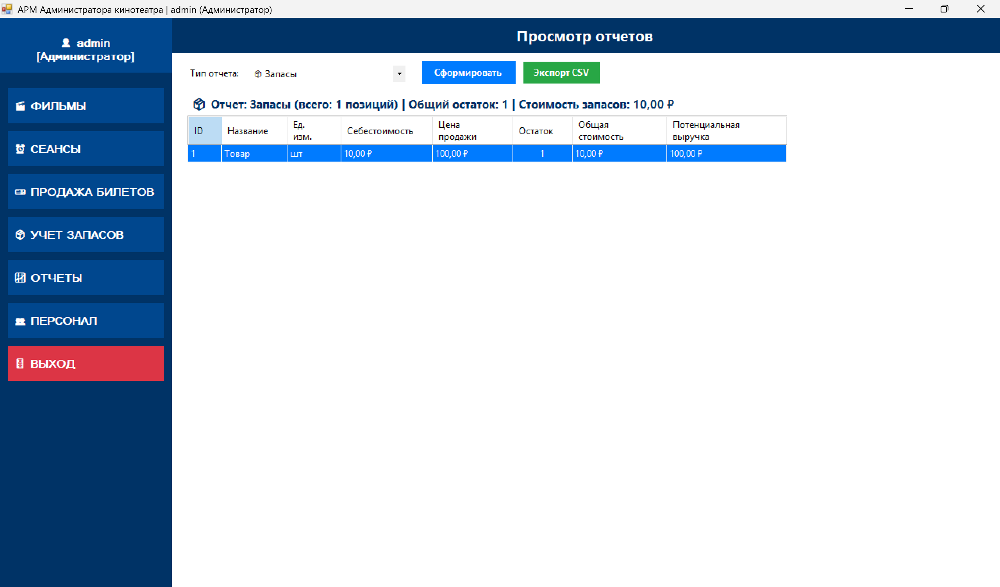 АРМ Администратора кинотеатра | admin (Администратор)
admin
[Администратор]
ФИЛЬМЫ
СЕАНСЫ
ПРОДАЖА БИЛЕТОВ
УЧЕТ ЗАПАСОВ
ОТЧЕТЫ
ПЕРСОНАЛ
ВЫХОД
Просмотр отчетов
Тип отчета: Запасы Сформировать Экспорт CSV
Отчет: Запасы (всего: 1 позиций) | Общий остаток: 1 | Стоимость запасов: 10,00 ₽
ID Название Ед. изм. Себестоимость Цена продажи Остаток Общая стоимость Потенциальная выручка
1 Товар шт 10,00 ₽ 100,00 ₽ 1 10,00 ₽ 100,00 ₽